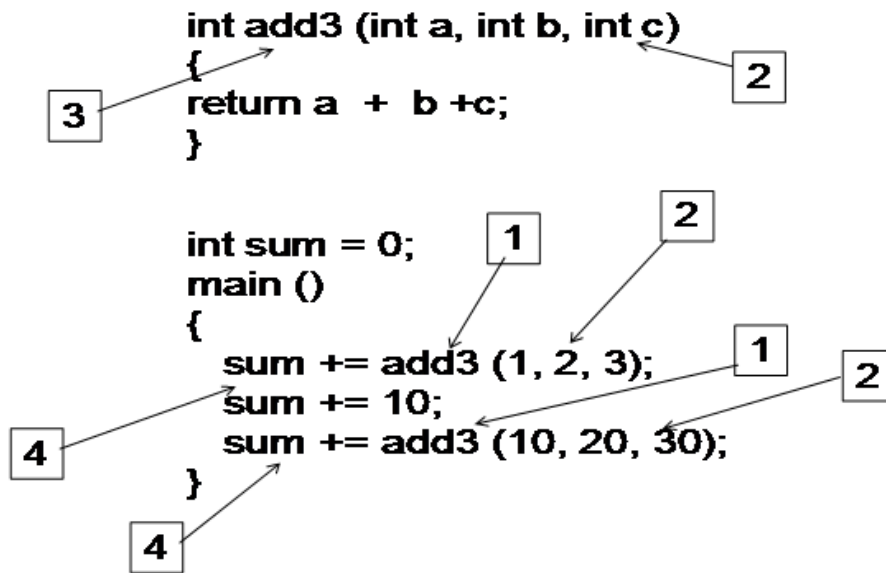 int add3 (int a, int b, int c)
{
2
3
return a + b +c;
}
1
2
int sum = 0;
main ()
{
1
sum += add3 (1, 2, 3);
2
sum += 10;
4
sum += add3 (10, 20, 30);
}
4